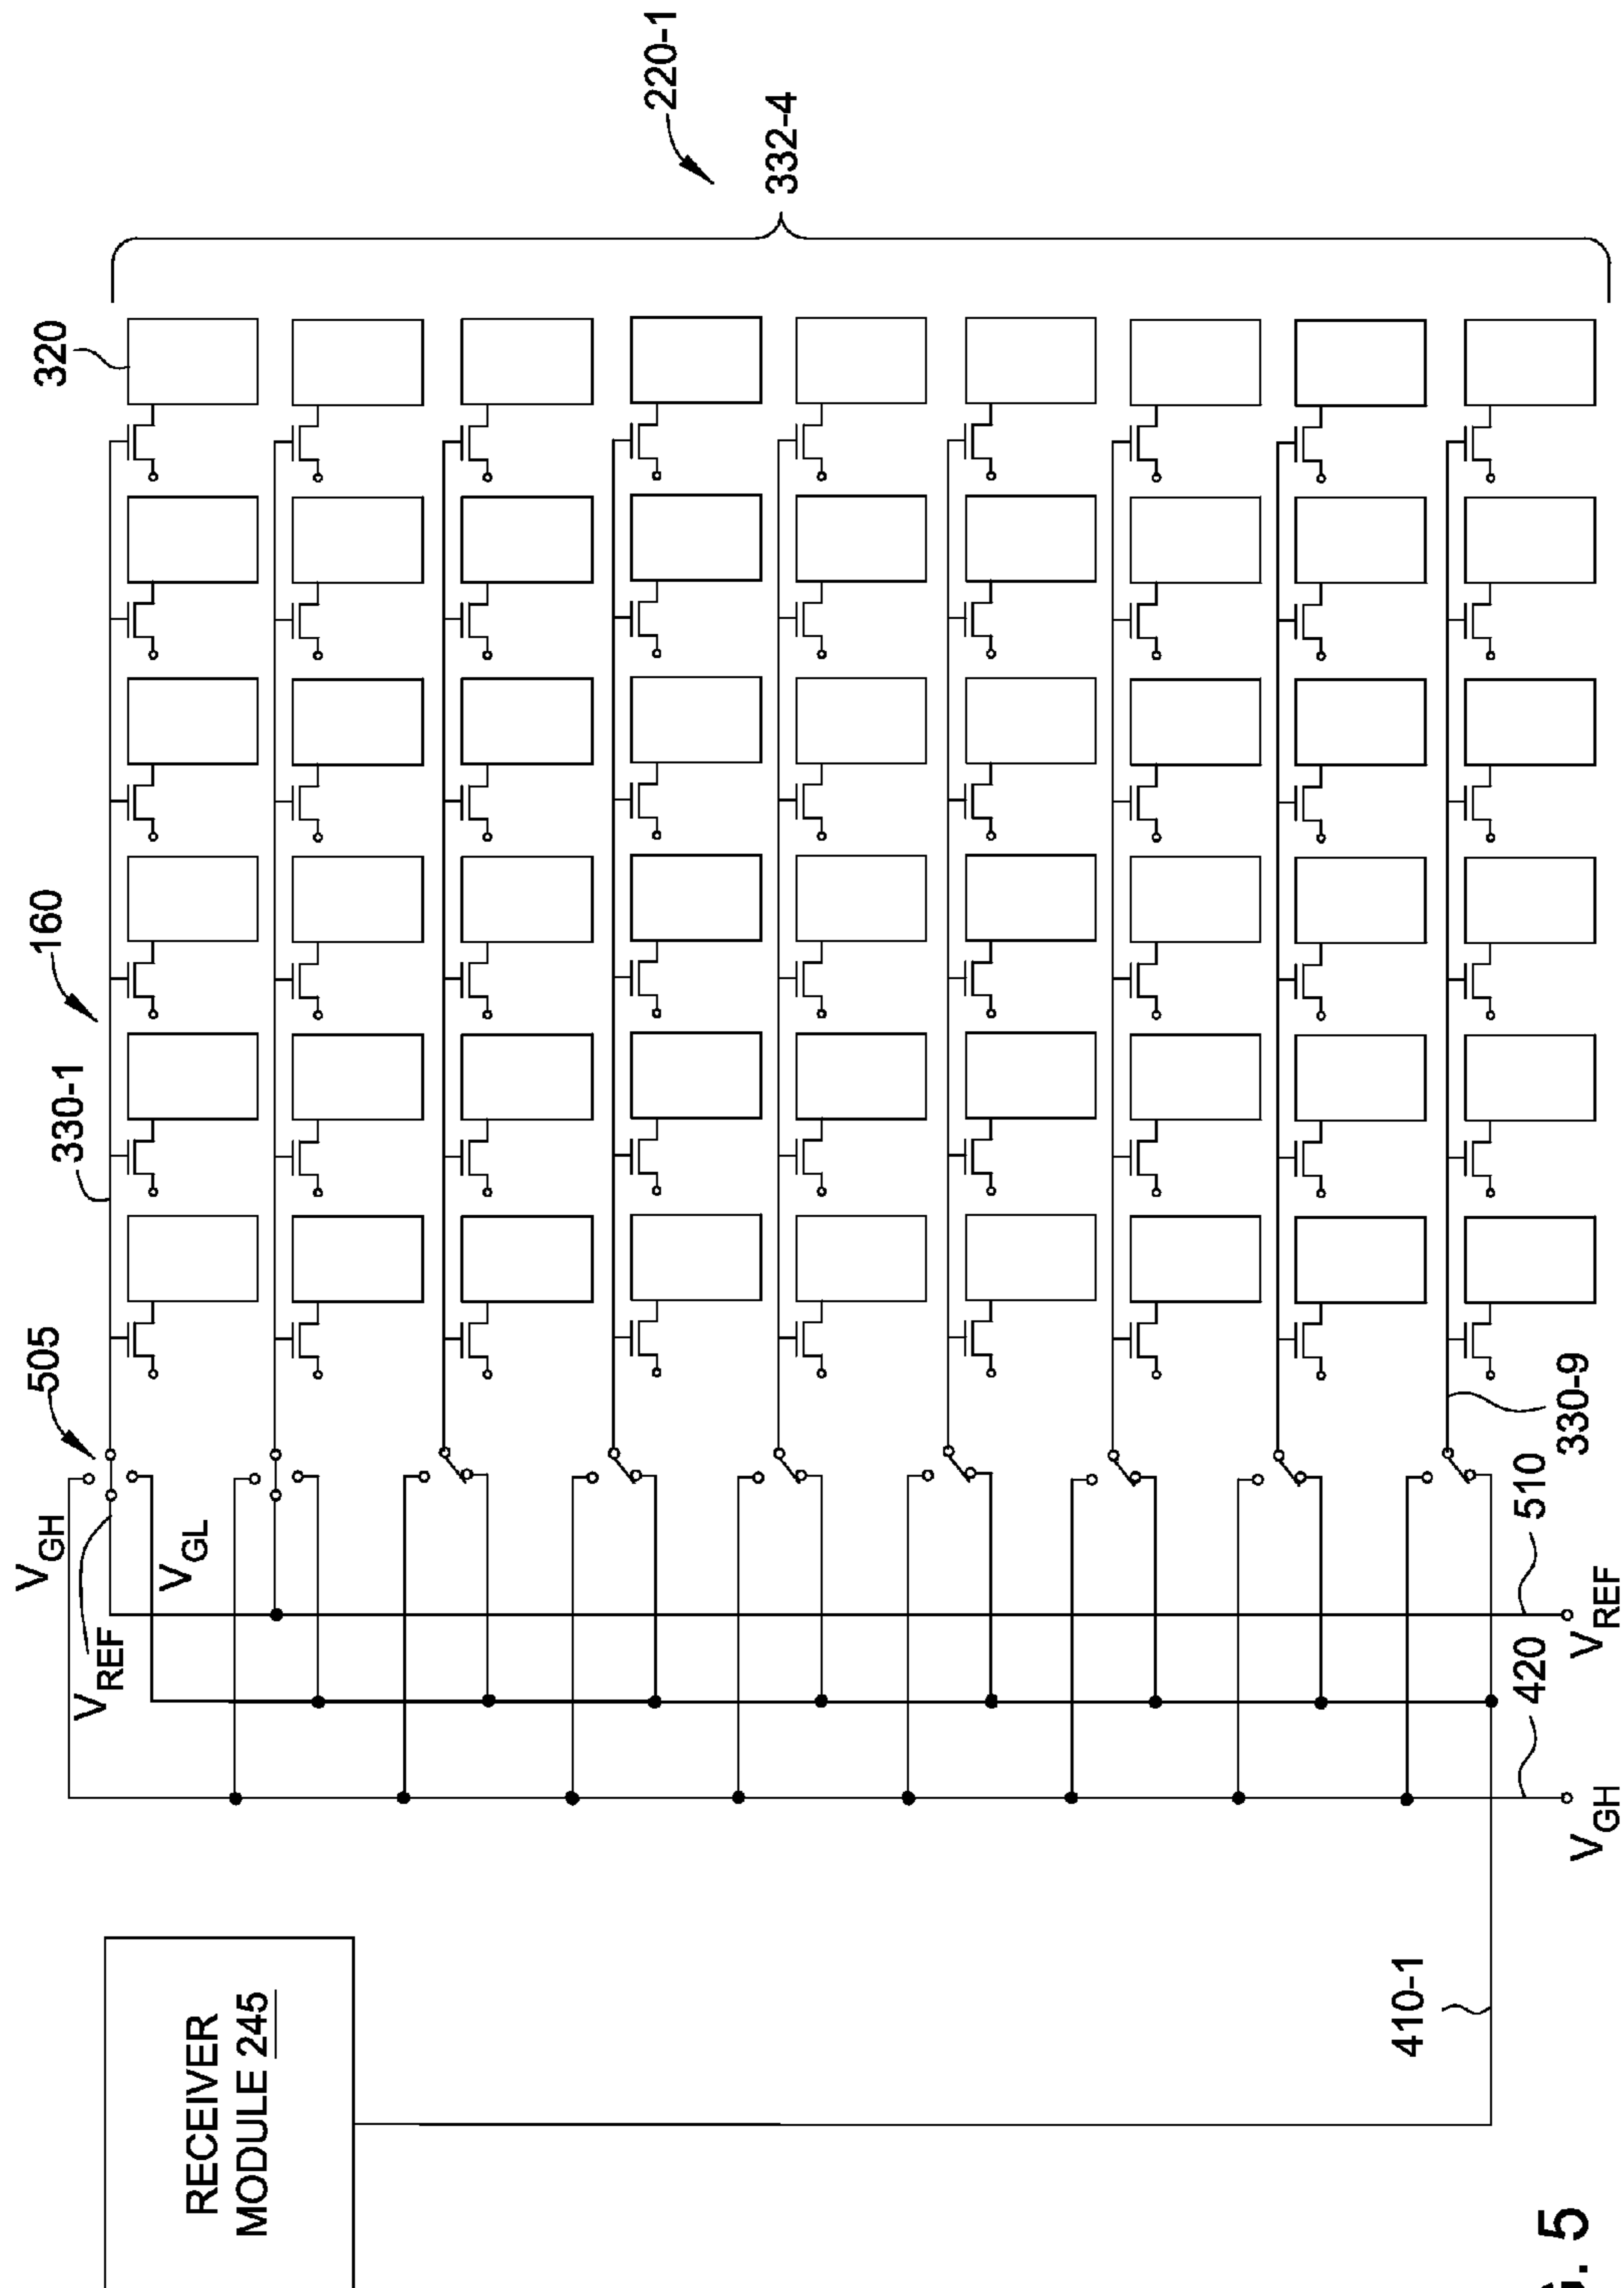 220-1
332-4
320
160
330-1
505
V_GH
V_REF
V_GL
330-9
510
V_REF
420
V_GH
410-1
RECEIVER
MODULE 245
5